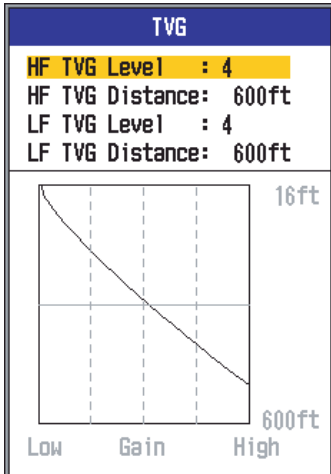 TVG
HF TVG Level : 4
HF TVG Distance: 600ft
LF TVG Level : 4
LF TVG Distance: 600ft
16ft
600ft
Low Gain High